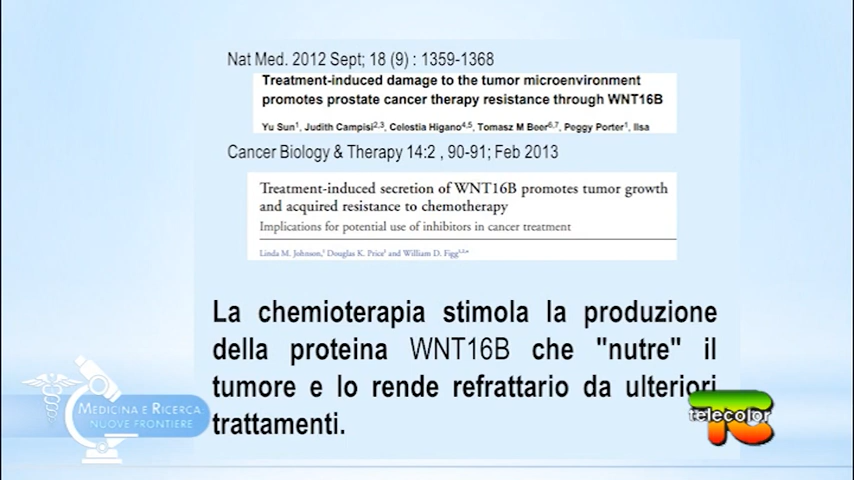 Nat Med. 2012 Sept; 18 (9) : 1359-1368
Treatment-induced damage to the tumor microenvironment
promotes prostate cancer therapy resistance through WNT16B
Yu Sun¹, Judith Campisi²,³, Celestia Higano⁴,⁵, Tomasz M Beer⁶,⁷, Peggy Porter¹, Ilsa
Cancer Biology & Therapy 14:2 , 90-91; Feb 2013
Treatment-induced secretion of WNT16B promotes tumor growth
and acquired resistance to chemotherapy
Implications for potential use of inhibitors in cancer treatment
Linda M. Johnson,¹ Douglas K. Price¹ and William D. Figg¹,²,*
La chemioterapia stimola la produzione
della proteina WNT16B che "nutre" il
tumore e lo rende refrattario da ulteriori
trattamenti.
MEDICINA E RICERCA:
NUOVE FRONTIERE
telecolor